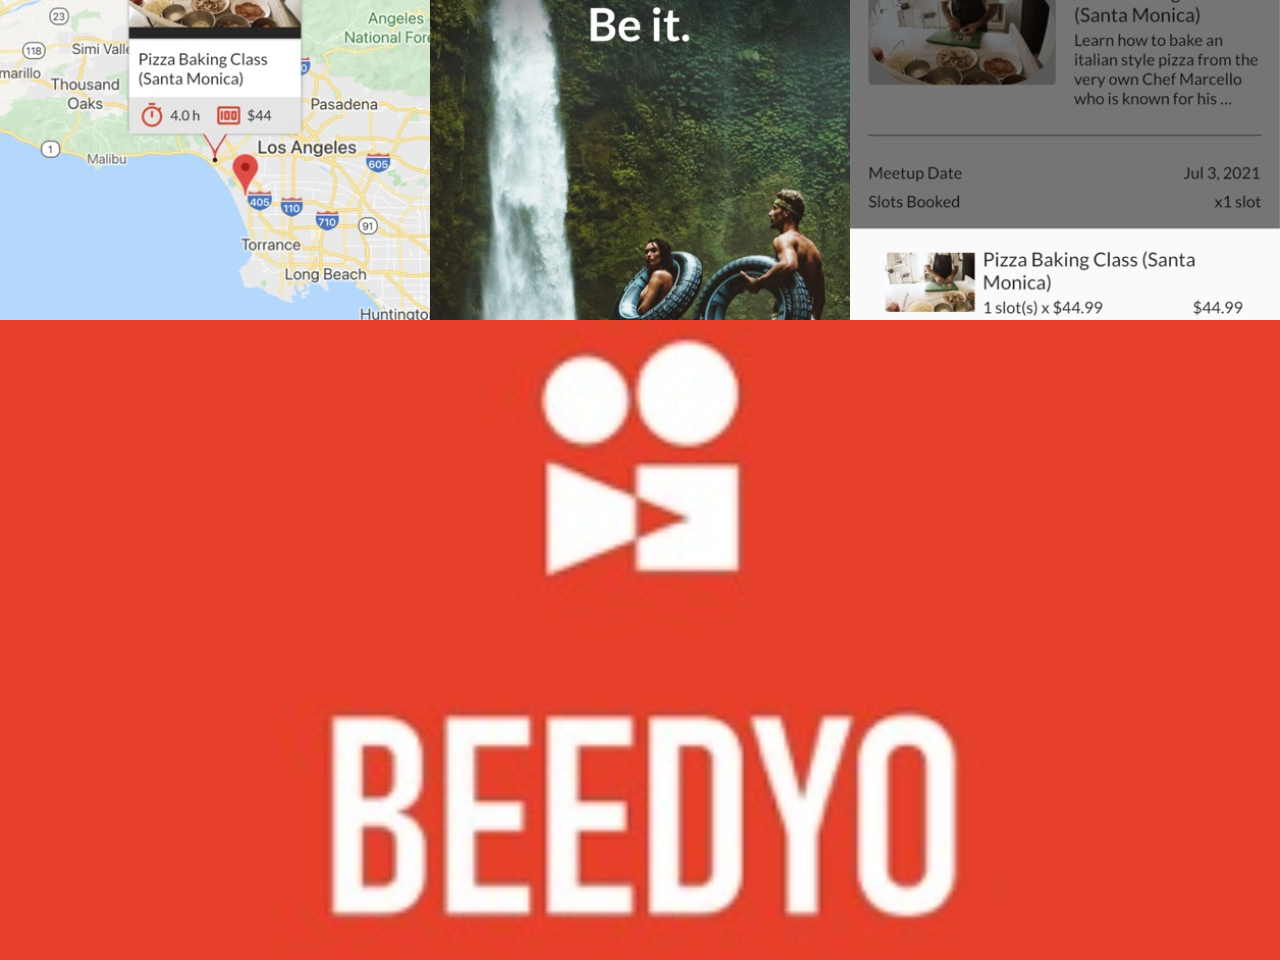 23
Angeles
National For
118
Simi Valle
marillo
Thousand
Oaks
Pizza Baking Class
(Santa Monica)
4.0 h
100
$44
Pasadena
1
Malibu
Los Angeles
605
405
110
710
91
Torrance
Long Beach
Huntingto
Be it.
(Santa Monica)
Learn how to bake an
italian style pizza from the
very own Chef Marcello
who is known for his ...
Meetup Date Jul 3, 2021
Slots Booked x1 slot
Pizza Baking Class (Santa
Monica)
1 slot(s) x $44.99 $44.99
BEEDYO